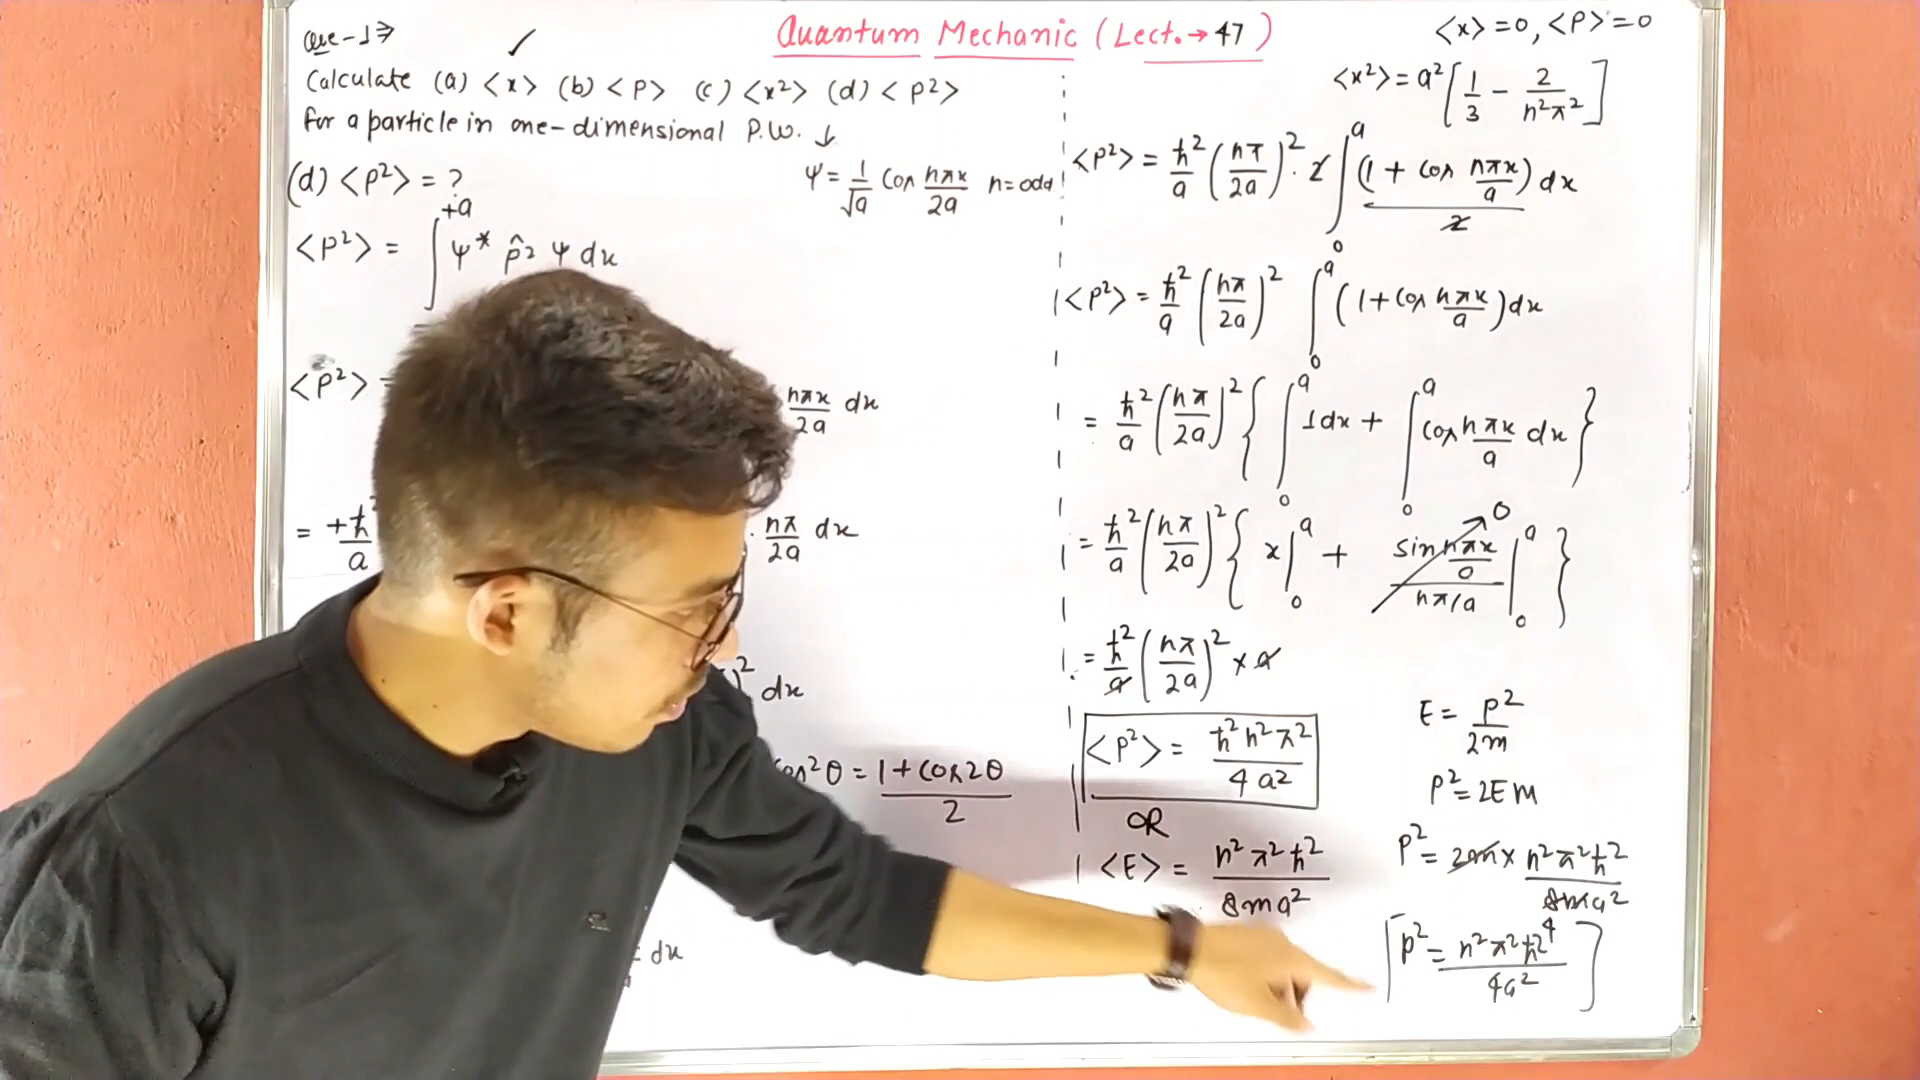 Quantum Mechanic (Lect.→47)
Que-1⇒ ✓
Calculate (a) <x> (b) <P> (c) <x²> (d) <P²>
for a particle in one-dimensional P.W. ↓
(d) <P²> = ?
ψ = 1/√a Cos nπx/2a n=odd
<P²> = ∫ +a ψ* p̂² ψ dx
<P²> =
nπx/2a dx
= +ħ²/a
· nπ/2a dx
)² dx
cos²θ = 1+cos2θ/2
dx
<x>=0, <P>=0
<x²> = a² [1/3 − 2/n²π²]
<P²> = ħ²/a (nπ/2a)² · 2 ∫₀ᵃ (1 + cos nπx/a)/2 dx
<P²> = ħ²/a (nπ/2a)² ∫₀ᵃ (1+cos nπx/a) dx
= ħ²/a (nπ/2a)² { ∫₀ᵃ 1dx + ∫₀ᵃ cos nπx/a dx }
= ħ²/a (nπ/2a)² { x|₀ᵃ + sin nπx/a / nπ/a |₀ᵃ } → 0
= ħ²/a (nπ/2a)² × a
<P²> = ħ²n²π²/4a²
OR
<E> = n²π²ħ²/8ma²
E = P²/2m
P² = 2Em
P² = 2m × n²π²ħ²/8ma²
4
[P² = n²π²ħ²/4a²]